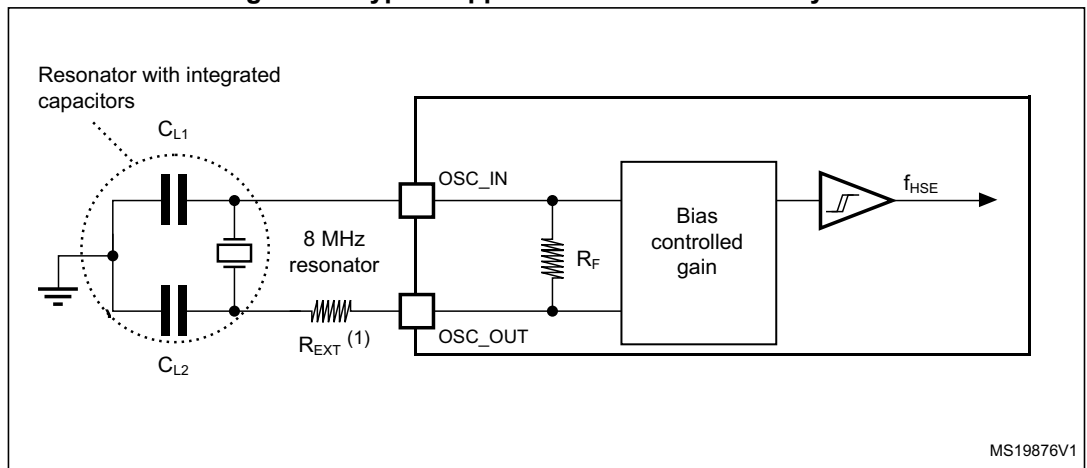 Resonator with integrated
capacitors
CL1
OSC_IN
fHSE
8 MHz
resonator
RF
Bias
controlled
gain
REXT (1)
OSC_OUT
CL2
MS19876V1